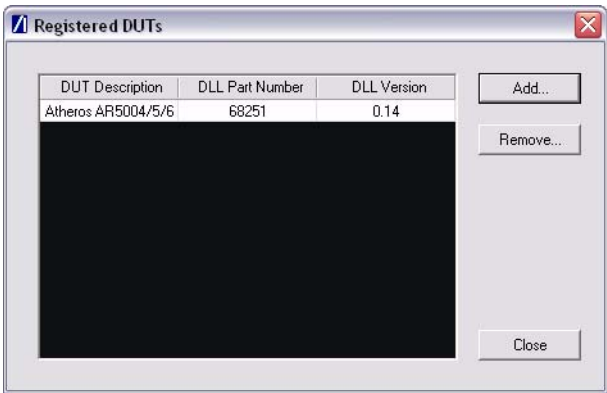 Registered DUTs
DUT Description DLL Part Number DLL Version
Atheros AR5004/5/6 68251 0.14
Add...
Remove...
Close